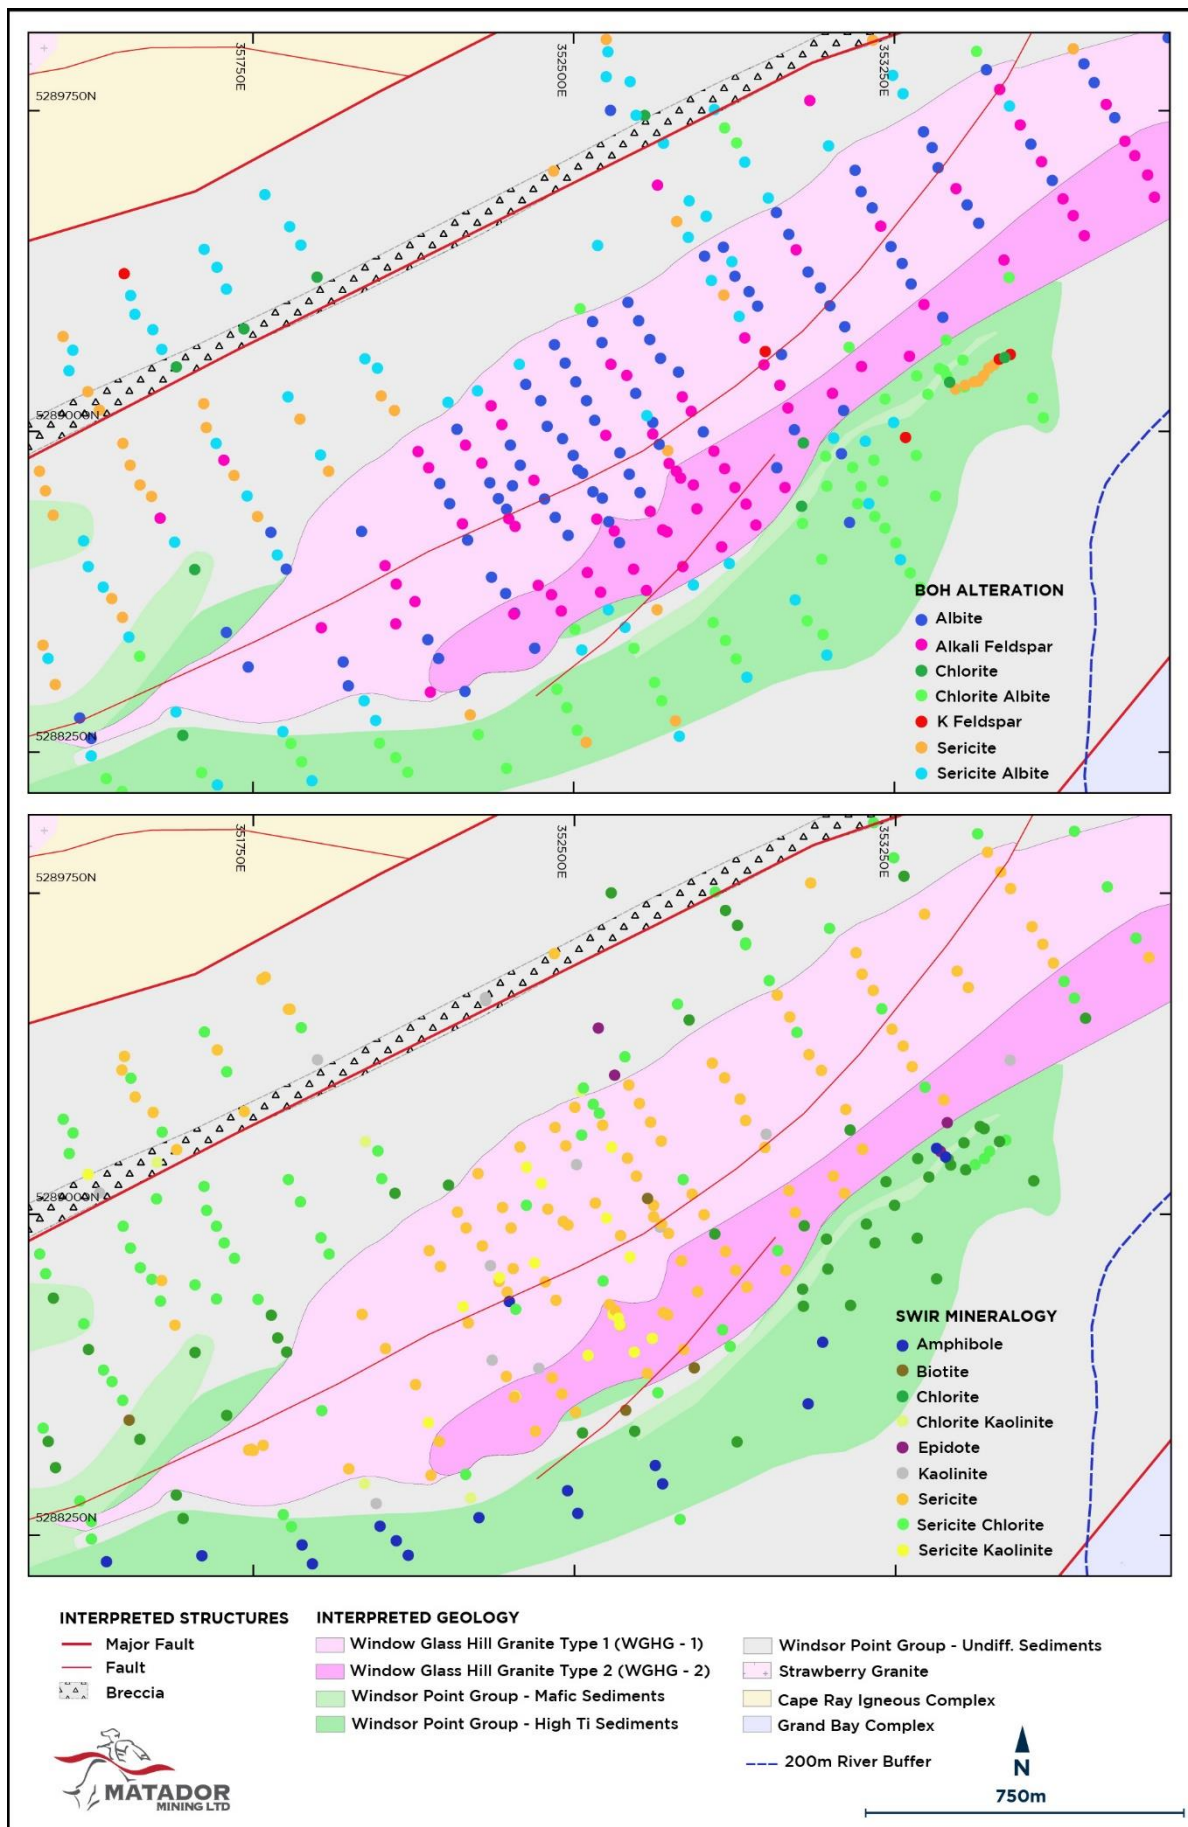 351750E
352500E
353250E
5289750N
5289000N
5288250N
BOH ALTERATION
Albite
Alkali Feldspar
Chlorite
Chlorite Albite
K Feldspar
Sericite
Sericite Albite
351750E
352500E
353250E
5289750N
5289000N
5288250N
SWIR MINERALOGY
Amphibole
Biotite
Chlorite
Chlorite Kaolinite
Epidote
Kaolinite
Sericite
Sericite Chlorite
Sericite Kaolinite
INTERPRETED STRUCTURES
Major Fault
Fault
Breccia
INTERPRETED GEOLOGY
Window Glass Hill Granite Type 1 (WGHG - 1)
Window Glass Hill Granite Type 2 (WGHG - 2)
Windsor Point Group - Mafic Sediments
Windsor Point Group - High Ti Sediments
Windsor Point Group - Undiff. Sediments
Strawberry Granite
Cape Ray Igneous Complex
Grand Bay Complex
200m River Buffer
MATADOR
MINING LTD
N
750m